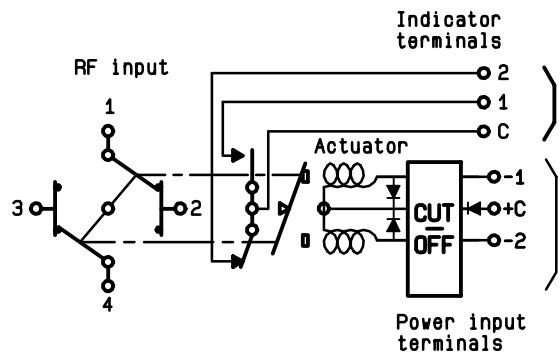 Indicator
terminals
RF input
2
1
1
C
Actuator
-1
3
2
CUT
OFF
+C
-2
4
Power input
terminals